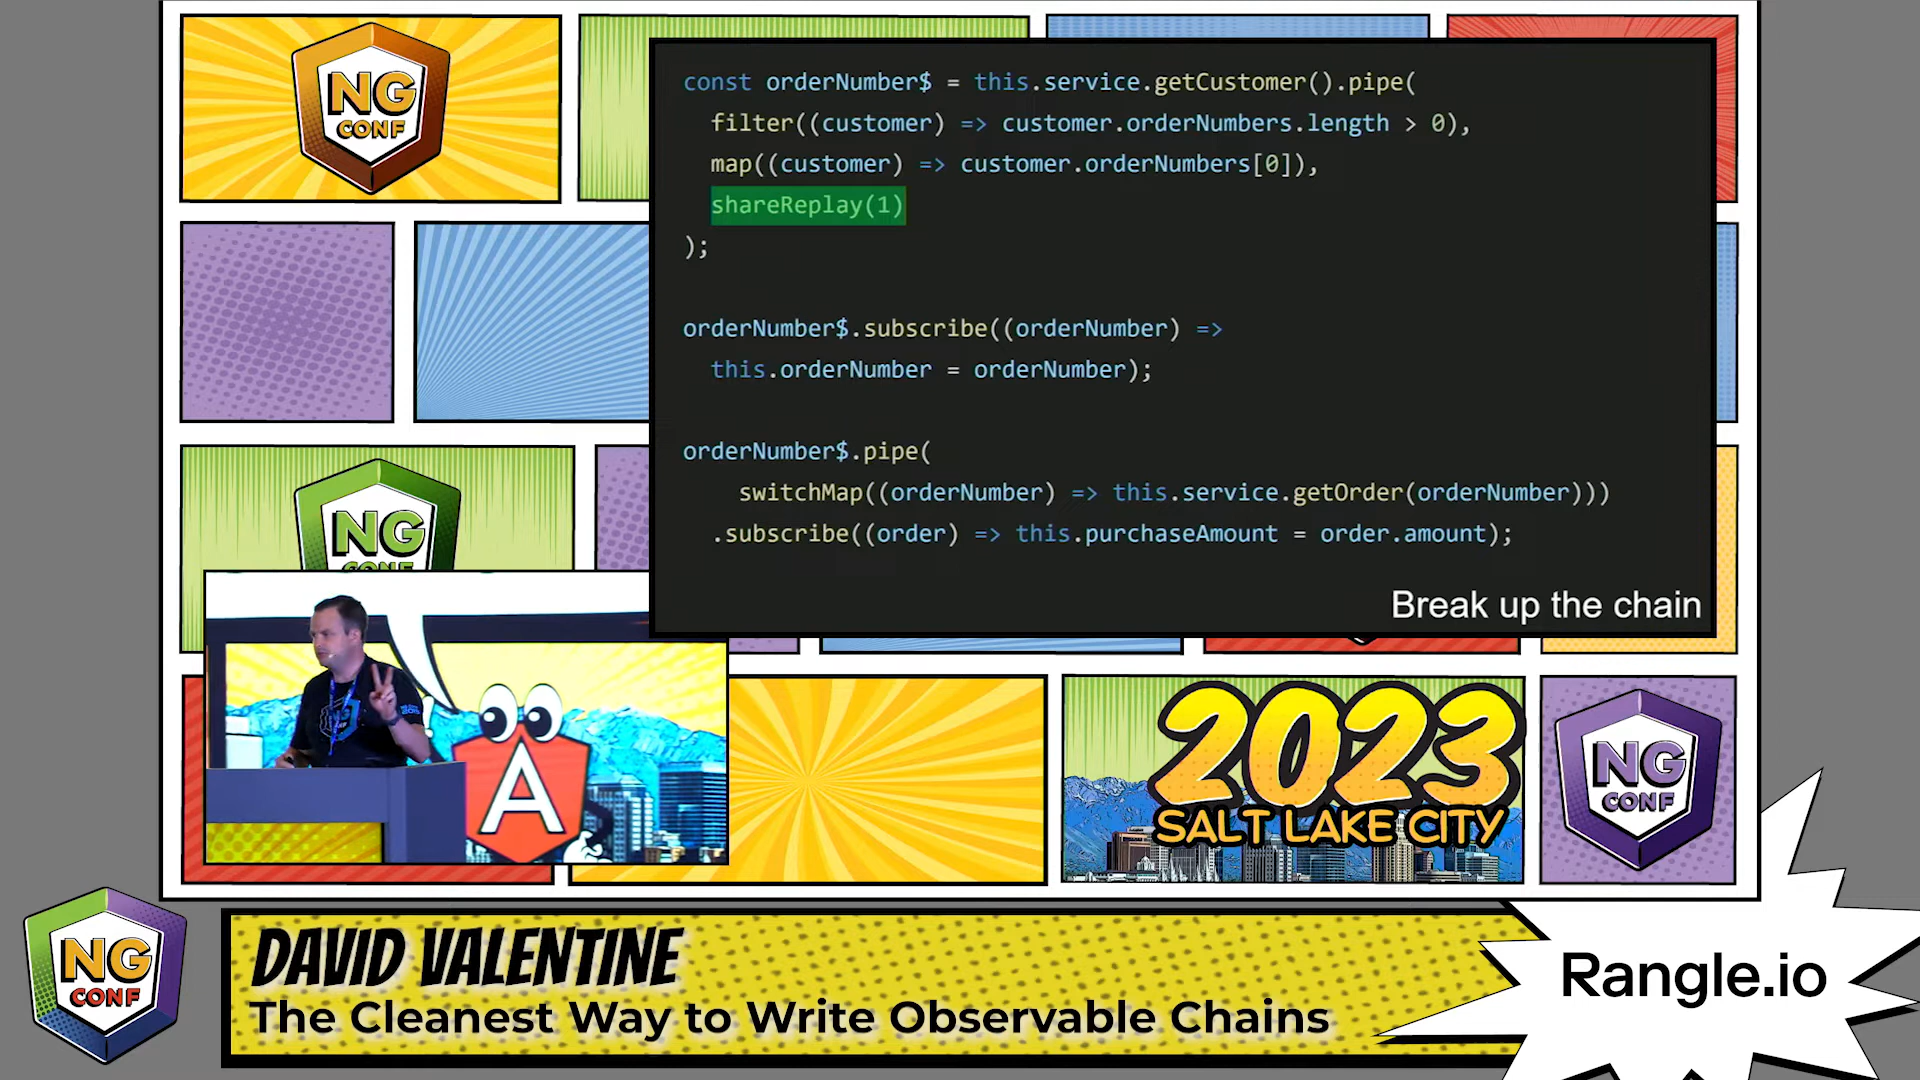 NG
CONF
const orderNumber$ = this.service.getCustomer().pipe(
filter((customer) => customer.orderNumbers.length > 0),
map((customer) => customer.orderNumbers[0]),
shareReplay(1)
);
orderNumber$.subscribe((orderNumber) =>
this.orderNumber = orderNumber);
orderNumber$.pipe(
switchMap((orderNumber) => this.service.getOrder(orderNumber)))
.subscribe((order) => this.purchaseAmount = order.amount);
Break up the chain
NG
CONF
A
2023
SALT LAKE CITY
NG
CONF
NG
CONF
DAVID VALENTINE
The Cleanest Way to Write Observable Chains
Rangle.io